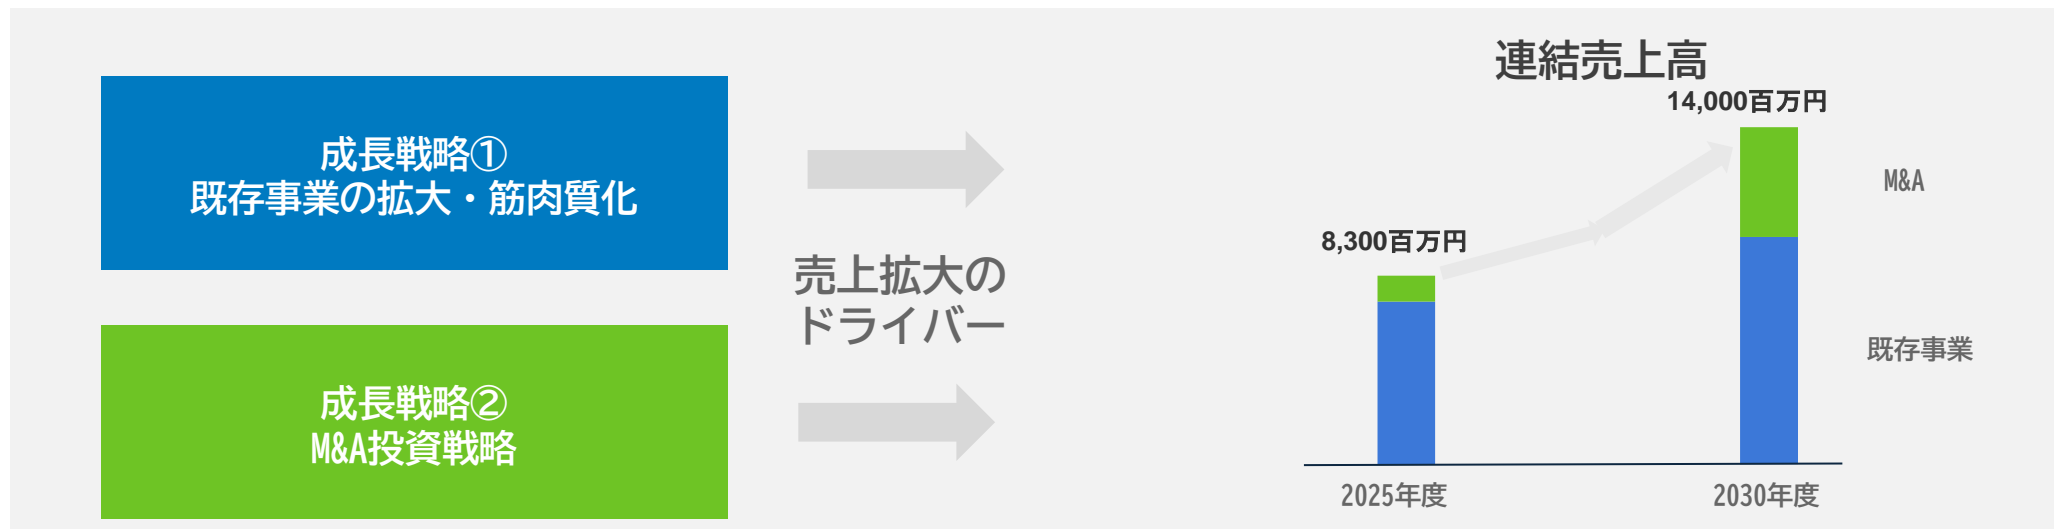 成長戦略①
既存事業の拡大・筋肉質化
成長戦略②
M&A投資戦略
売上拡大の
ドライバー
連結売上高
14,000百万円
8,300百万円
M&A
既存事業
2025年度
2030年度